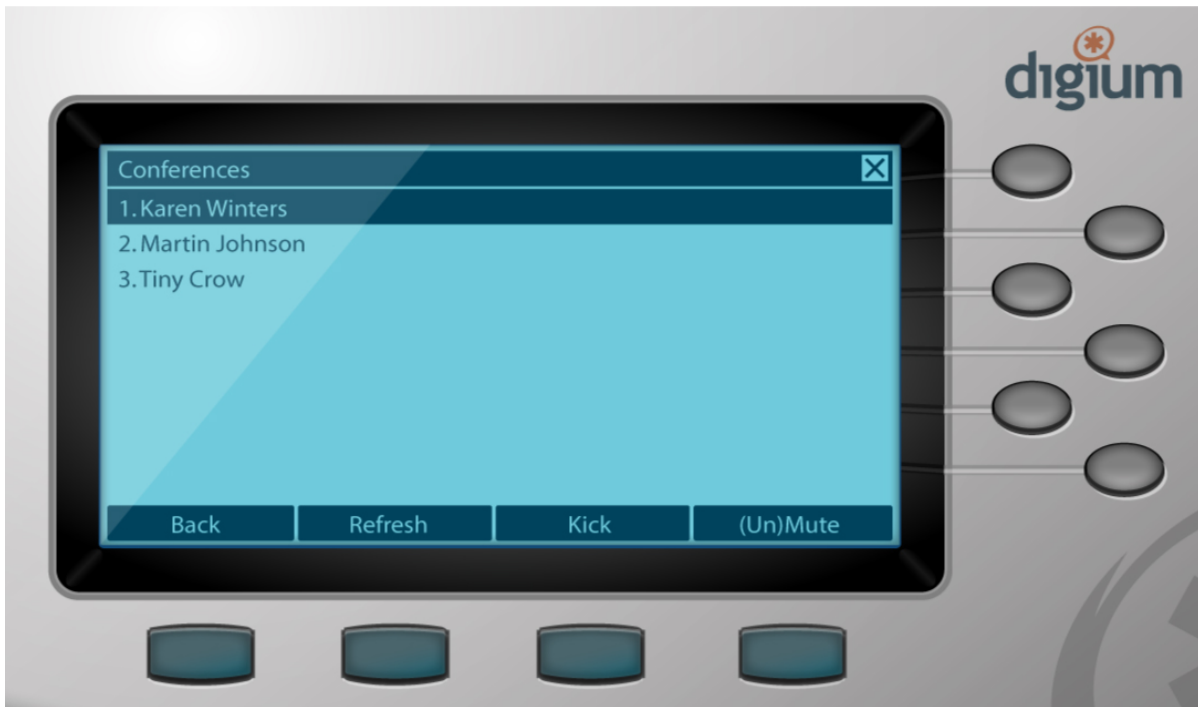 digium
Conferences
1. Karen Winters
2. Martin Johnson
3. Tiny Crow
Back Refresh Kick (Un)Mute